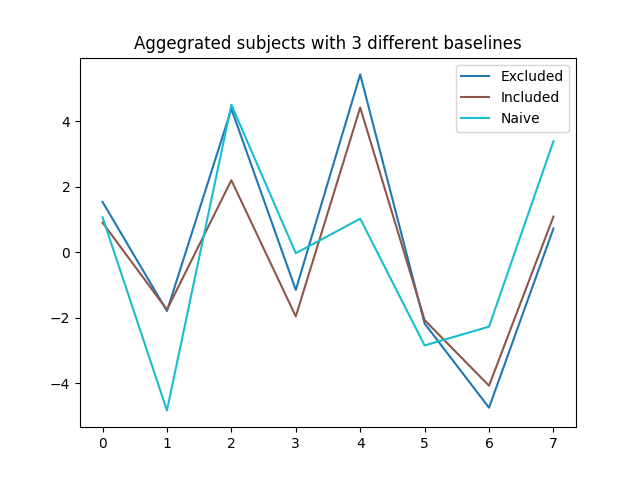 Aggegrated subjects with 3 different baselines
Excluded
Included
Naive
4
2
0
−2
−4
0 1 2 3 4 5 6 7